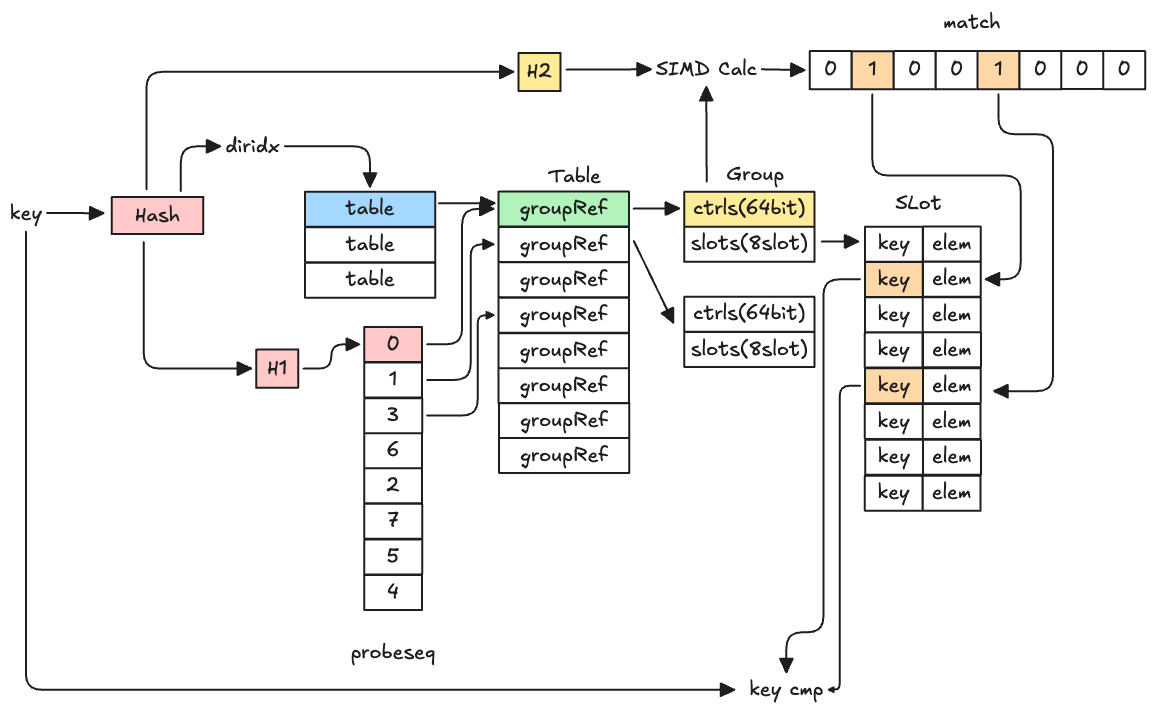 match
H2
SIMD Calc
0 1 0 0 1 0 0 0
diridx
key
Hash
table
table
table
Table
groupRef
groupRef
groupRef
groupRef
groupRef
groupRef
groupRef
groupRef
Group
ctrls(64bit)
slots(8slot)
ctrls(64bit)
slots(8slot)
SLot
key elem
key elem
key elem
key elem
key elem
key elem
key elem
key elem
H1
0
1
3
6
2
7
5
4
probeseq
key cmp